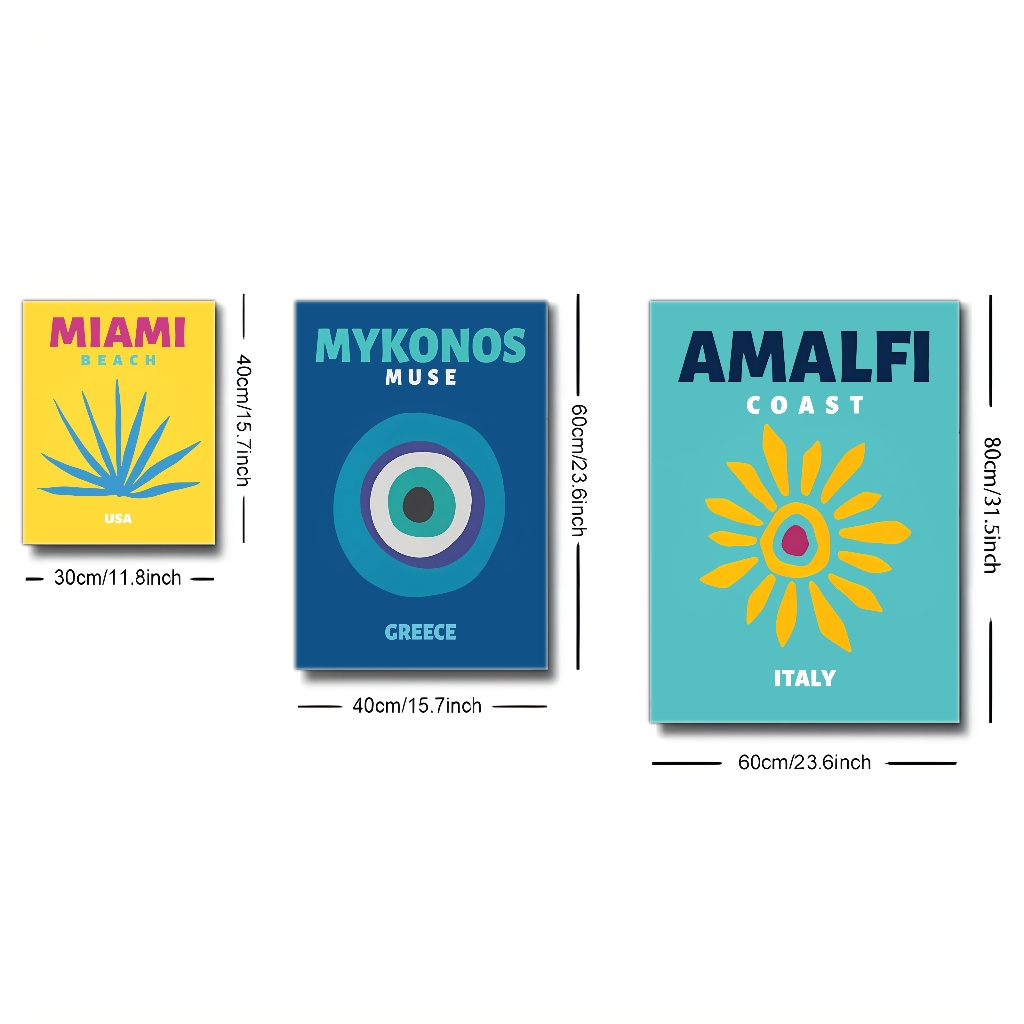 MIAMI
BEACH
USA
40cm/15.7inch
30cm/11.8inch
MYKONOS
MUSE
GREECE
60cm/23.6inch
40cm/15.7inch
AMALFI
COAST
ITALY
80cm/31.5inch
60cm/23.6inch